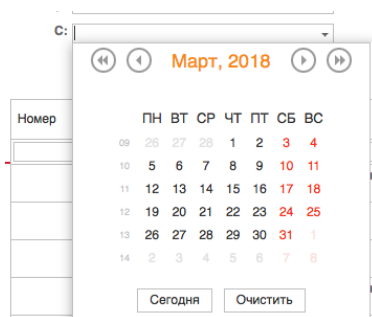 С:
Март, 2018
Номер
ПН ВТ СР ЧТ ПТ СБ ВС
09 26 27 28 1 2 3 4
10 5 6 7 8 9 10 11
11 12 13 14 15 16 17 18
12 19 20 21 22 23 24 25
13 26 27 28 29 30 31 1
14 2 3 4 5 6 7 8
Сегодня Очистить